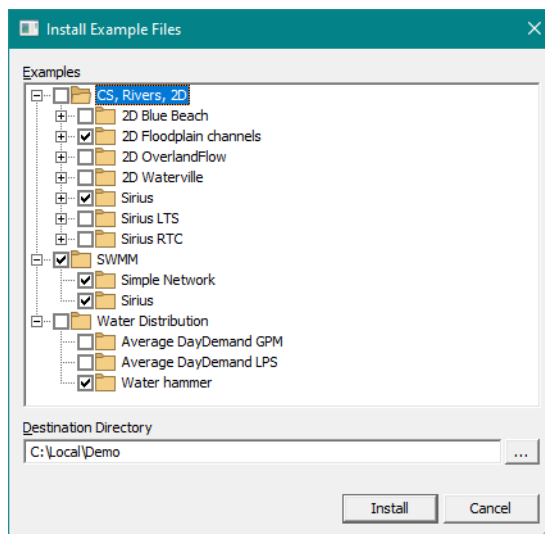 Install Example Files
Examples
CS, Rivers, 2D
2D Blue Beach
2D Floodplain channels
2D OverlandFlow
2D Waterville
Sirius
Sirius LTS
Sirius RTC
SWMM
Simple Network
Sirius
Water Distribution
Average DayDemand GPM
Average DayDemand LPS
Water hammer
Destination Directory
C:\Local\Demo
...
Install Cancel